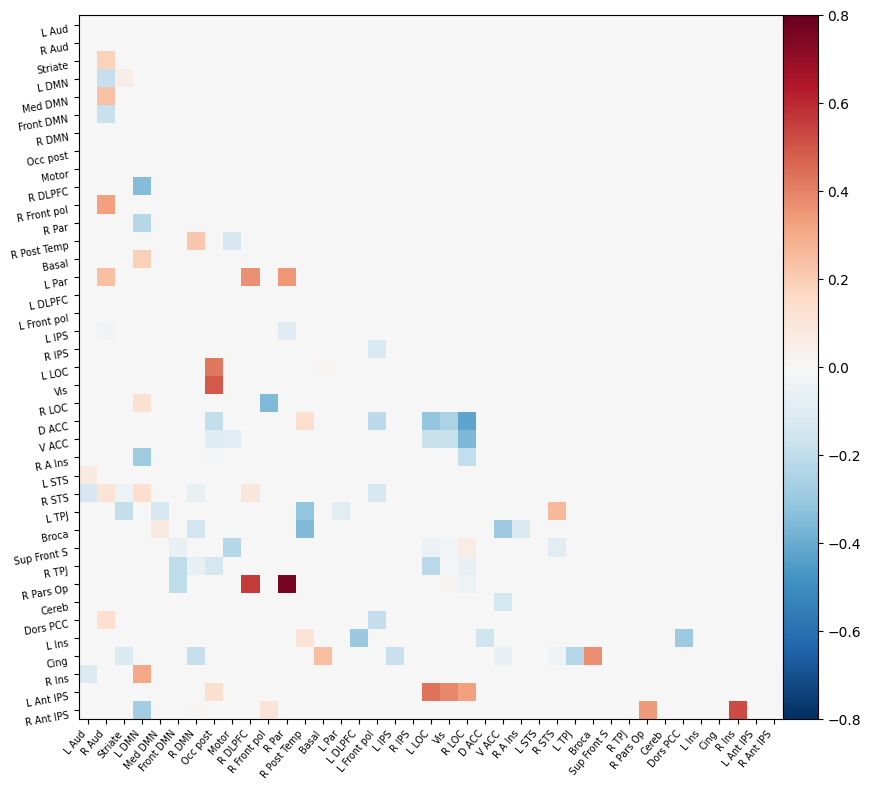 L Aud
R Aud
Striate
L DMN
Med DMN
Front DMN
R DMN
Occ post
Motor
R DLPFC
R Front pol
R Par
R Post Temp
Basal
L Par
L DLPFC
L Front pol
L IPS
R IPS
L LOC
Vis
R LOC
D ACC
V ACC
R A Ins
L STS
R STS
L TPJ
Broca
Sup Front S
R TPJ
R Pars Op
Cereb
Dors PCC
L Ins
Cing
R Ins
L Ant IPS
R Ant IPS
L Aud
R Aud
Striate
L DMN
Med DMN
Front DMN
R DMN
Occ post
Motor
R DLPFC
R Front pol
R Par
R Post Temp
Basal
L Par
L DLPFC
L Front pol
L IPS
R IPS
L LOC
Vis
R LOC
D ACC
V ACC
R A Ins
L STS
R STS
L TPJ
Broca
Sup Front S
R TPJ
R Pars Op
Cereb
Dors PCC
L Ins
Cing
R Ins
L Ant IPS
R Ant IPS
0.8
0.6
0.4
0.2
0.0
−0.2
−0.4
−0.6
−0.8